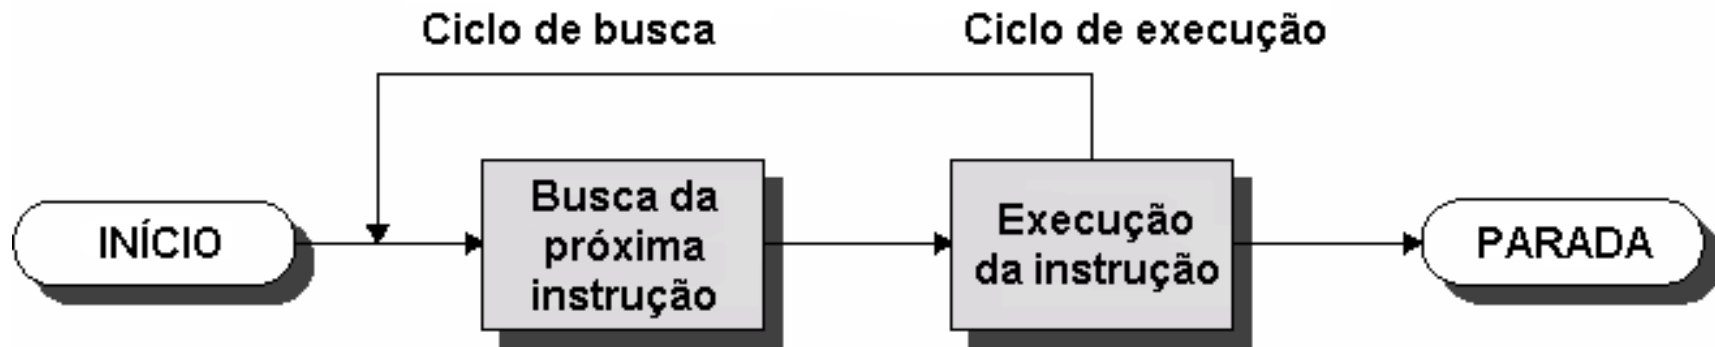 Ciclo de busca
Ciclo de execução
INÍCIO
Busca da
próxima
instrução
Execução
da instrução
PARADA